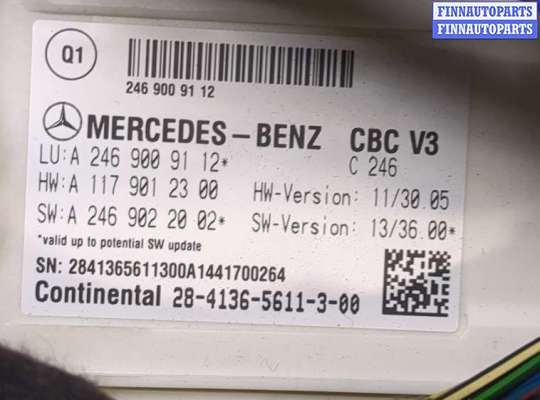 FINNAUTOPARTS
FINNAUTOPARTS
Q1
246 900 91 12
MERCEDES-BENZ CBC V3
LU:A 246 900 91 12* C 246
HW:A 117 901 23 00 HW-Version: 11/30.05
SW:A 246 902 20 02* SW-Version: 13/36.00*
*valid up to potential SW update
SN: 2841365611300A1441700264
Continental 28-4136-5611-3-00